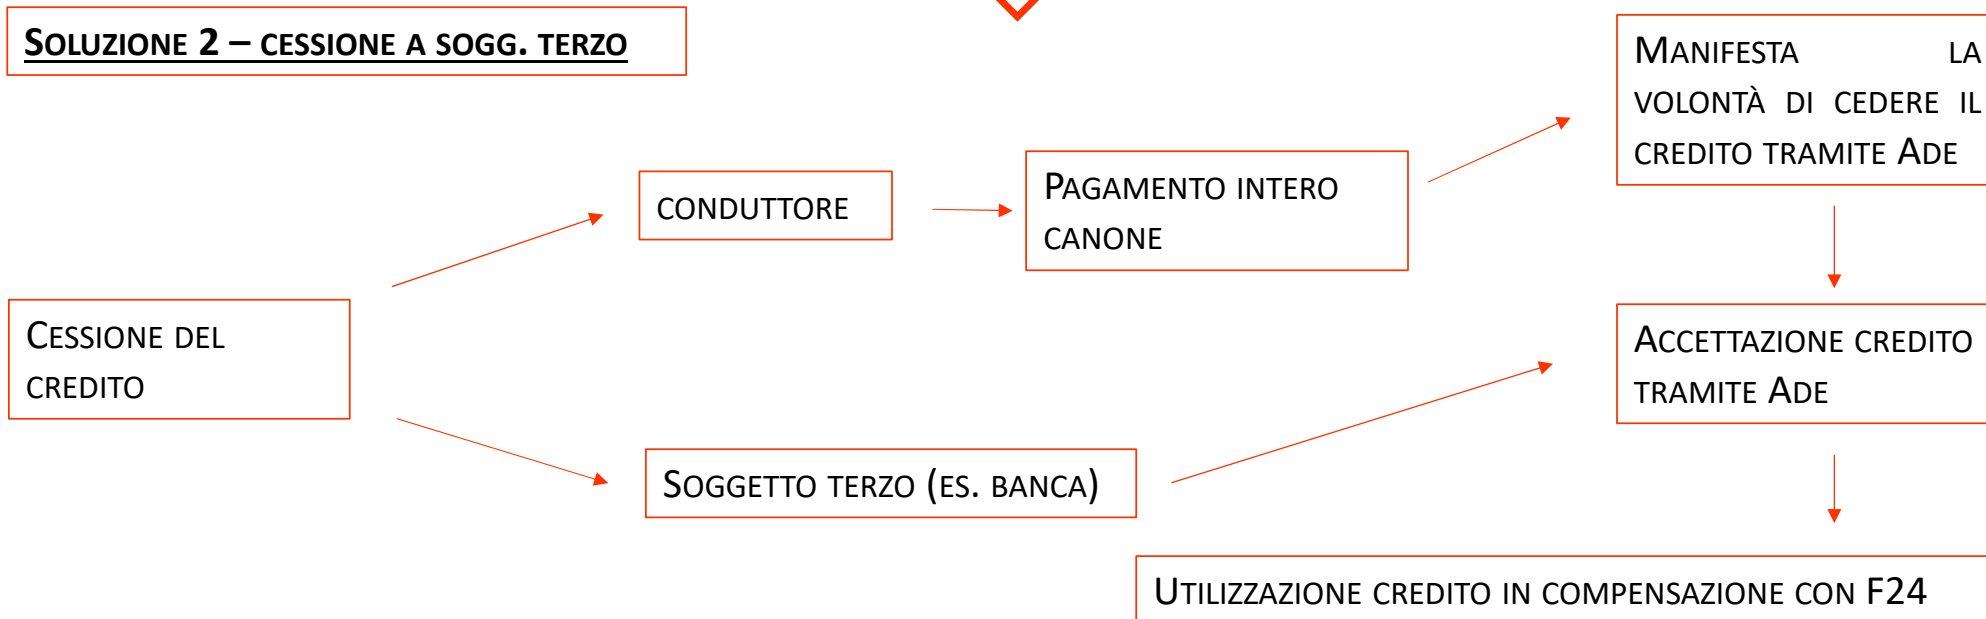 SOLUZIONE 2 – CESSIONE A SOGG. TERZO
MANIFESTA LA
VOLONTÀ DI CEDERE IL
CREDITO TRAMITE ADE
CONDUTTORE
PAGAMENTO INTERO
CANONE
CESSIONE DEL
CREDITO
ACCETTAZIONE CREDITO
TRAMITE ADE
SOGGETTO TERZO (ES. BANCA)
UTILIZZAZIONE CREDITO IN COMPENSAZIONE CON F24